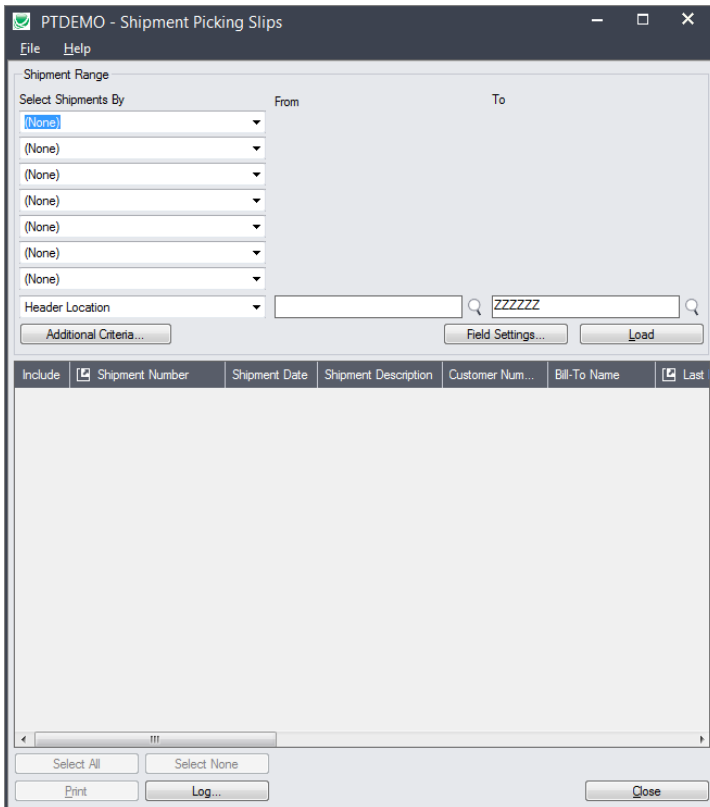 PTDEMO - Shipment Picking Slips
File Help
Shipment Range
Select Shipments By From To
(None)
(None)
(None)
(None)
(None)
(None)
(None)
Header Location ZZZZZZ
Additional Criteria... Field Settings... Load
Include Shipment Number Shipment Date Shipment Description Customer Num... Bill-To Name Last
Select All Select None
Print Log... Close